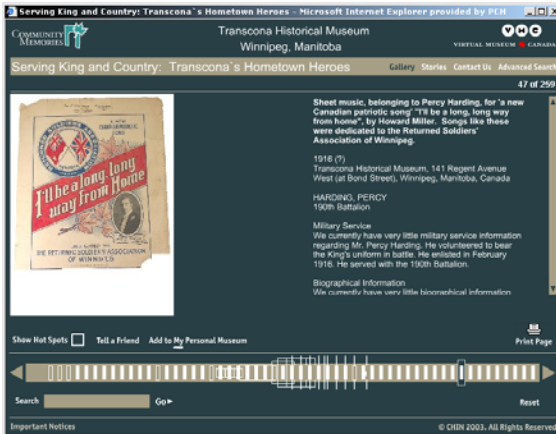 Serving King and Country: Transcona's Hometown Heroes - Microsoft Internet Explorer provided by PCH
COMMUNITY
MEMORIES
Transcona Historical Museum
Winnipeg, Manitoba
VMC
VIRTUAL MUSEUM CANADA
Serving King and Country: Transcona`s Hometown Heroes
Gallery Stories Contact Us Advanced Search
47 of 259
I'll be a long, long
way from Home
THE RETURNED SOLDIERS ASSOCIATION
OF WINNIPEG
Sheet music, belonging to Percy Harding, for 'a new
Canadian patriotic song' "I'll be a long, long way
from home", by Howard Miller. Songs like these
were dedicated to the Returned Soldiers'
Association of Winnipeg.
1916 (?)
Transcona Historical Museum, 141 Regent Avenue
West (at Bond Street), Winnipeg, Manitoba, Canada
HARDING, PERCY
190th Battalion
Military Service
We currently have very little military service information
regarding Mr. Percy Harding. He volunteered to bear
the King's uniform in battle. He enlisted in February
1916. He served with the 190th Battalion.
Biographical Information
We currently have very little biographical information
Show Hot Spots
Tell a Friend
Add to My Personal Museum
Print Page
Search
Go
Reset
Important Notices
© CHIN 2003. All Rights Reserved